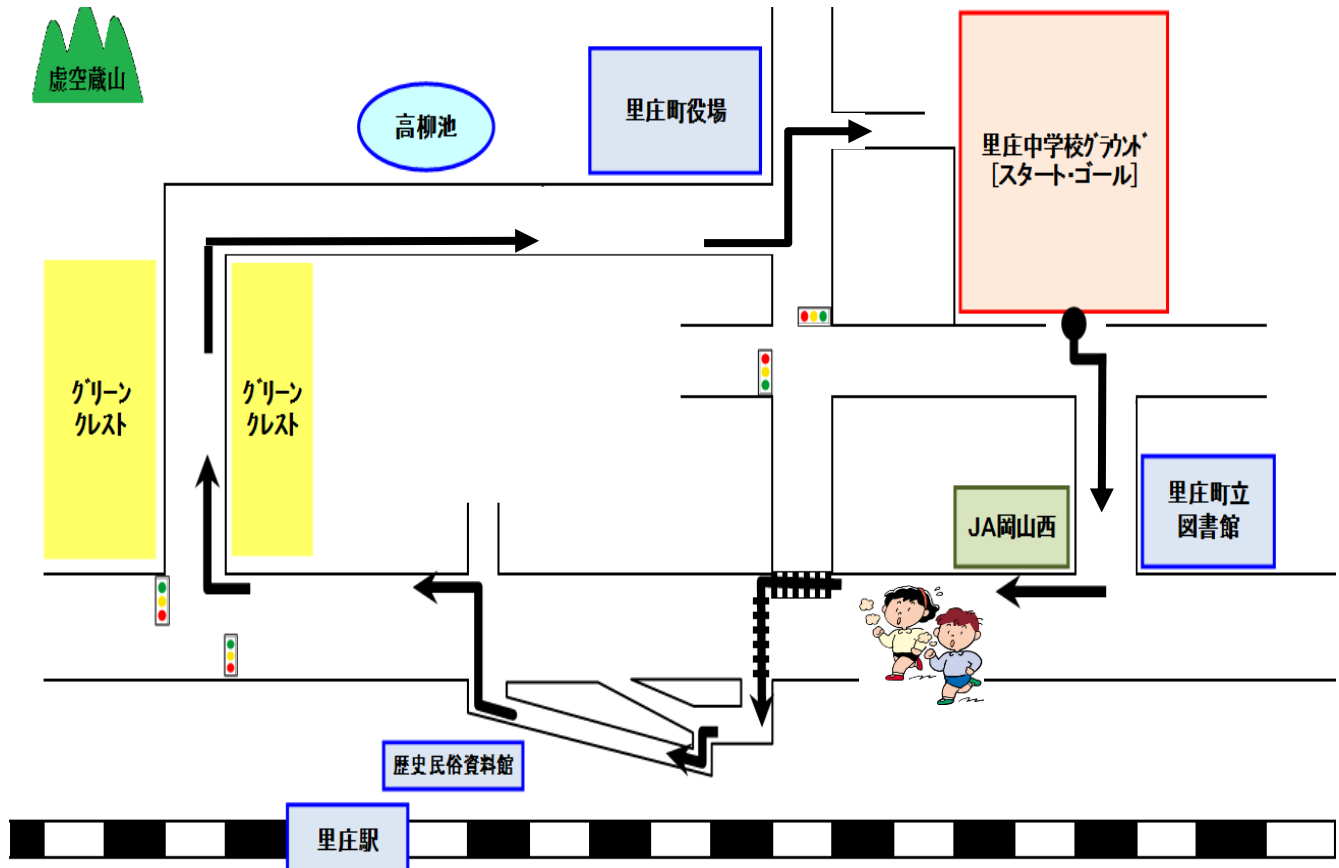 虚空蔵山
高柳池
里庄町役場
里庄中学校ｸﾞﾗｳﾝﾄﾞ
[スタート・ゴール]
ｸﾞﾘｰﾝ
ｸﾚｽﾄ
ｸﾞﾘｰﾝ
ｸﾚｽﾄ
JA岡山西
里庄町立
図書館
歴史民俗資料館
里庄駅